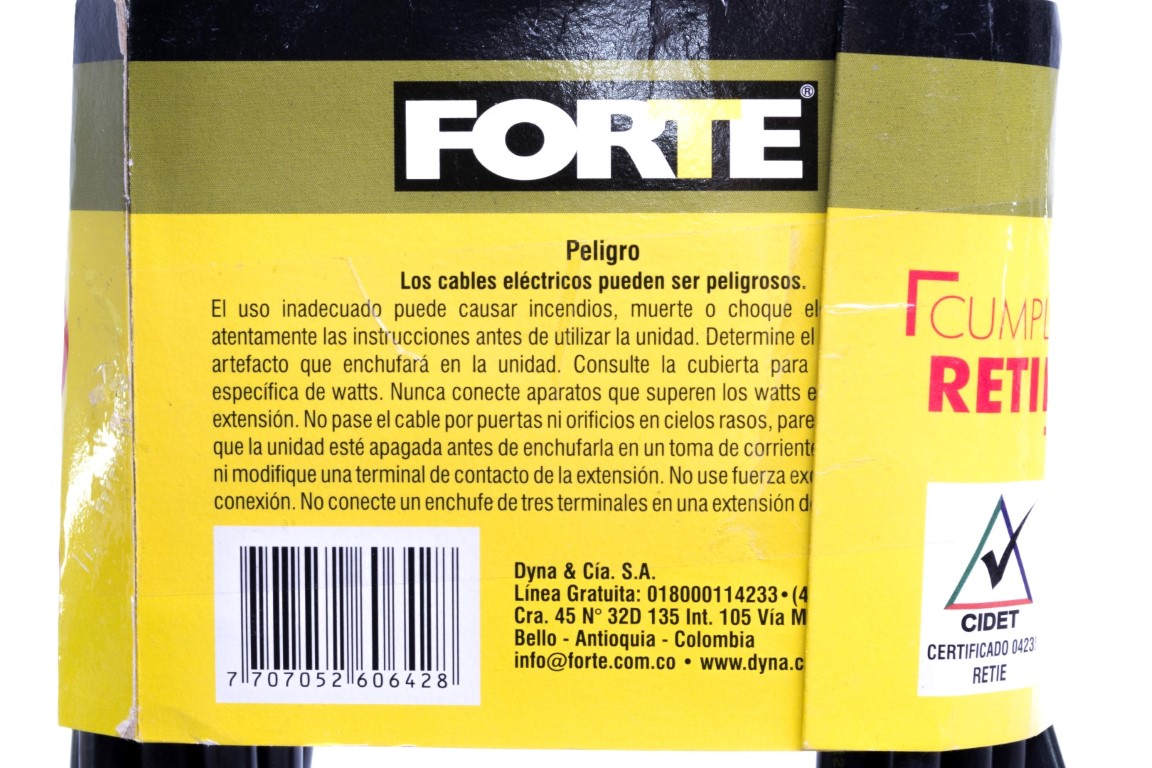 FORTE®
Peligro
Los cables eléctricos pueden ser peligrosos.
El uso inadecuado puede causar incendios, muerte o choque
atentamente las instrucciones antes de utilizar la unidad. Determine el
artefacto que enchufará en la unidad. Consulte la cubierta para
específica de watts. Nunca conecte aparatos que superen los watts
extensión. No pase el cable por puertas ni orificios en cielos rasos,
que la unidad esté apagada antes de enchufarla en un toma de corriente
ni modifique una terminal de contacto de la extensión. No use fuerza
conexión. No conecte un enchufe de tres terminales en una extensión
Dyna & Cía. S.A.
Línea Gratuita: 018000114233 • (4
Cra. 45 N° 32D 135 Int. 105 Vía
Bello - Antioquia - Colombia
info@forte.com.co • www.dyna.c
7 707052 606428
CUMPL
RETI
CIDET
CERTIFICADO 0423
RETIE